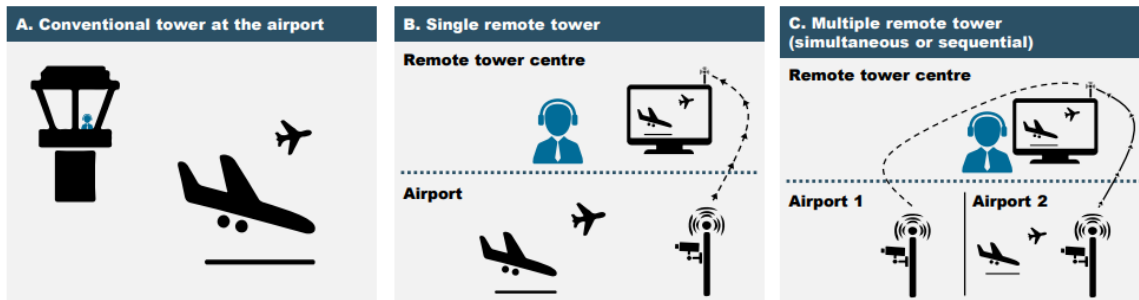 A. Conventional tower at the airport
B. Single remote tower
Remote tower centre
Airport
C. Multiple remote tower
(simultaneous or sequential)
Remote tower centre
Airport 1
Airport 2